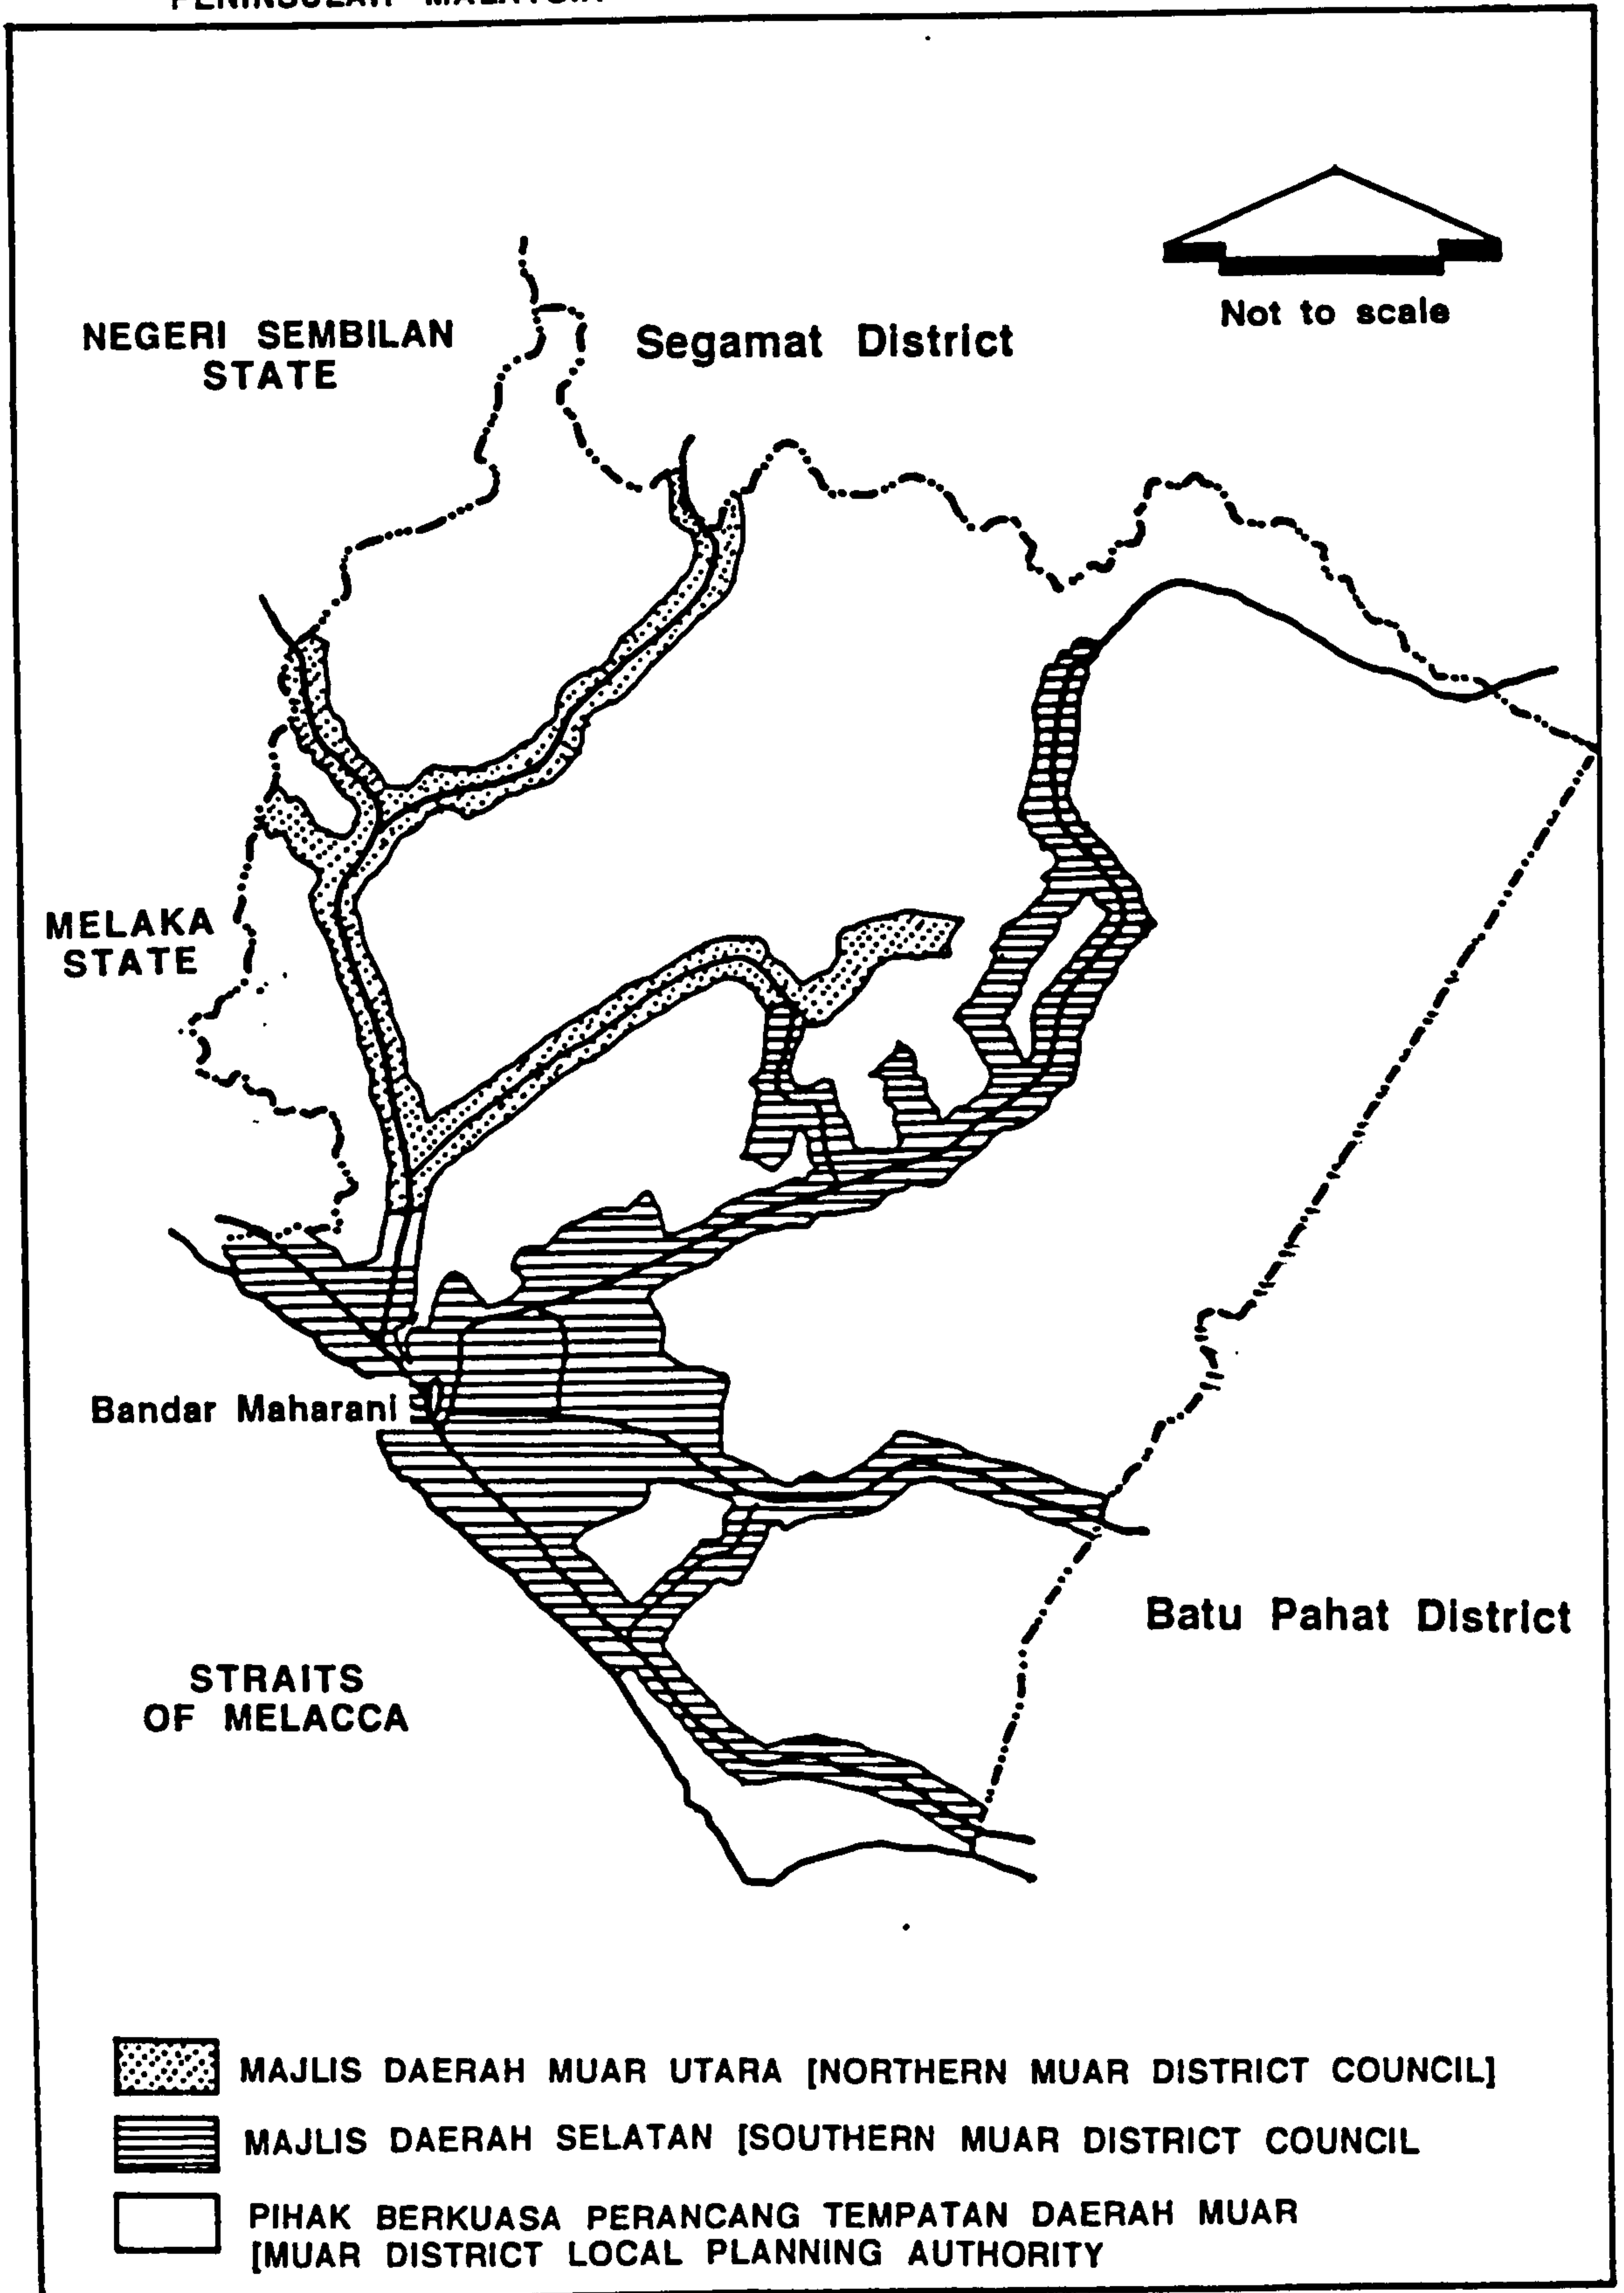 PENINSULAR MALAYSIA
Not to scale
NEGERI SEMBILAN
STATE
Segamat District
MELAKA
STATE
Bandar Maharani
Batu Pahat District
STRAITS
OF MELACCA
MAJLIS DAERAH MUAR UTARA [NORTHERN MUAR DISTRICT COUNCIL]
MAJLIS DAERAH SELATAN [SOUTHERN MUAR DISTRICT COUNCIL
PIHAK BERKUASA PERANCANG TEMPATAN DAERAH MUAR
[MUAR DISTRICT LOCAL PLANNING AUTHORITY